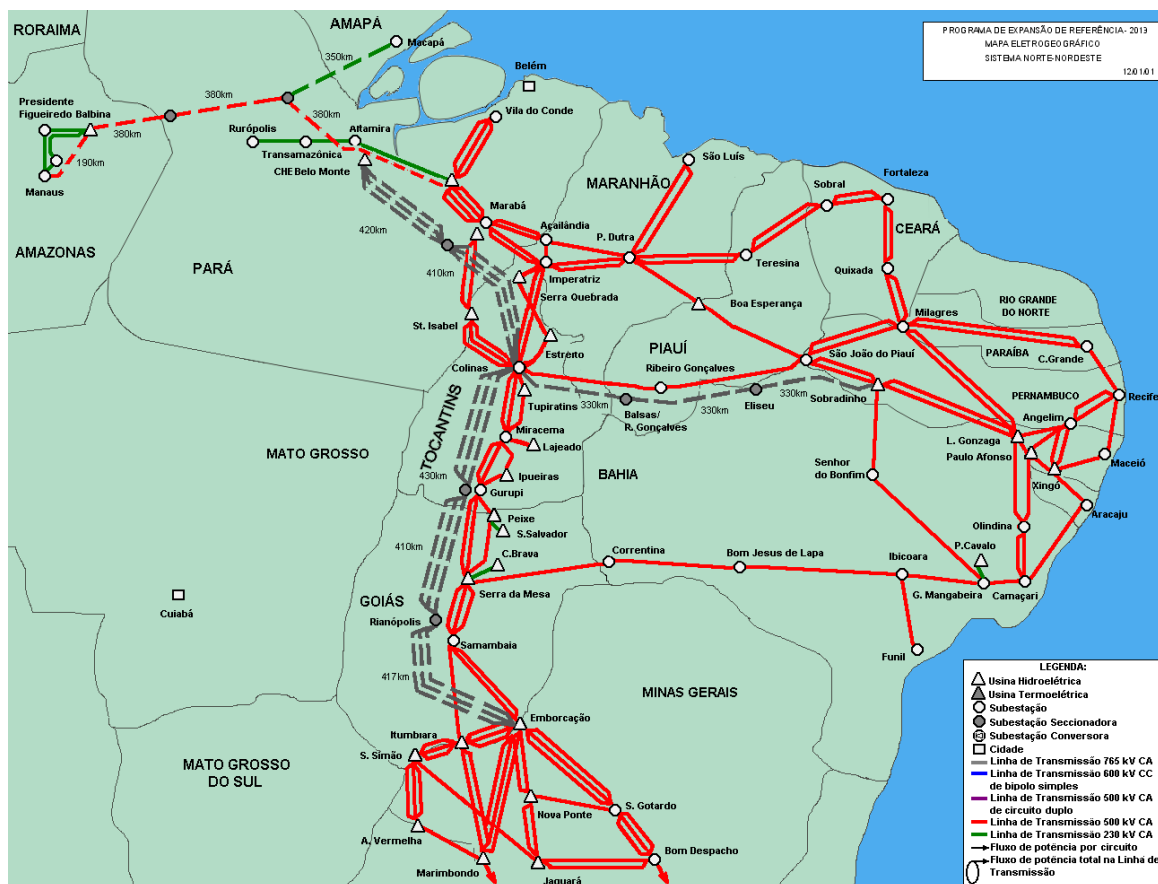 PROGRAMA DE EXPANSÃO DE REFERÊNCIA- 2013
MAPA ELETROGEOGRÁFICO
SISTEMA NORTE-NORDESTE
12/01/01
RORAIMA
AMAPÁ
Macapá
350km
Belém
380km
Presidente
Figueiredo
Balbina
380km
380km
Vila do Conde
Rurópolis
Altamira
Transamazônica
CHE Belo Monte
190km
Manaus
São Luís
MARANHÃO
Fortaleza
Sobral
CEARÁ
Marabá
Açailândia
P. Dutra
420km
AMAZONAS
PARÁ
410km
Teresina
Quixada
Imperatriz
Serra Quebrada
Boa Esperança
RIO GRANDE
DO NORTE
Milagres
St. Isabel
Estreito
PIAUÍ
São João do Piauí
PARAÍBA
C.Grande
Colinas
Ribeiro Gonçalves
330km
Tupiratins
330km
Balsas/
R. Gonçalves
330km
Eliseu
330km
Sobradinho
PERNAMBUCO
Recife
Angelim
TOCANTINS
Miracema
Lajeado
MATO GROSSO
L. Gonzaga
Paulo Afonso
Maceió
Xingó
Ipueiras
BAHIA
Senhor
do Bonfim
430km
Gurupi
Peixe
S.Salvador
Aracaju
Olindina
410km
C.Brava
Correntina
Bom Jesus de Lapa
Ibicoara
P.Cavalo
Serra da Mesa
G. Mangabeira
Camaçari
GOIÁS
Cuiabá
Rianópolis
Samambaia
Funil
417km
MINAS GERAIS
Emborcação
Itumbiara
S. Simão
MATO GROSSO
DO SUL
Nova Ponte
S. Gotardo
A. Vermelha
Marimbondo
Jaguará
Bom Despacho
LEGENDA:
Usina Hidroelétrica
Usina Termoelétrica
Subestação
Subestação Seccionadora
Subestação Conversora
Cidade
Linha de Transmissão 765 kV CA
Linha de Transmissão 600 kV CC
de bipolo simples
Linha de Transmissão 500 kV CA
de circuito duplo
Linha de Transmissão 500 kV CA
Linha de Transmissão 230 kV CA
Fluxo de potência por circuito
Fluxo de potência total na Linha de
Transmissão